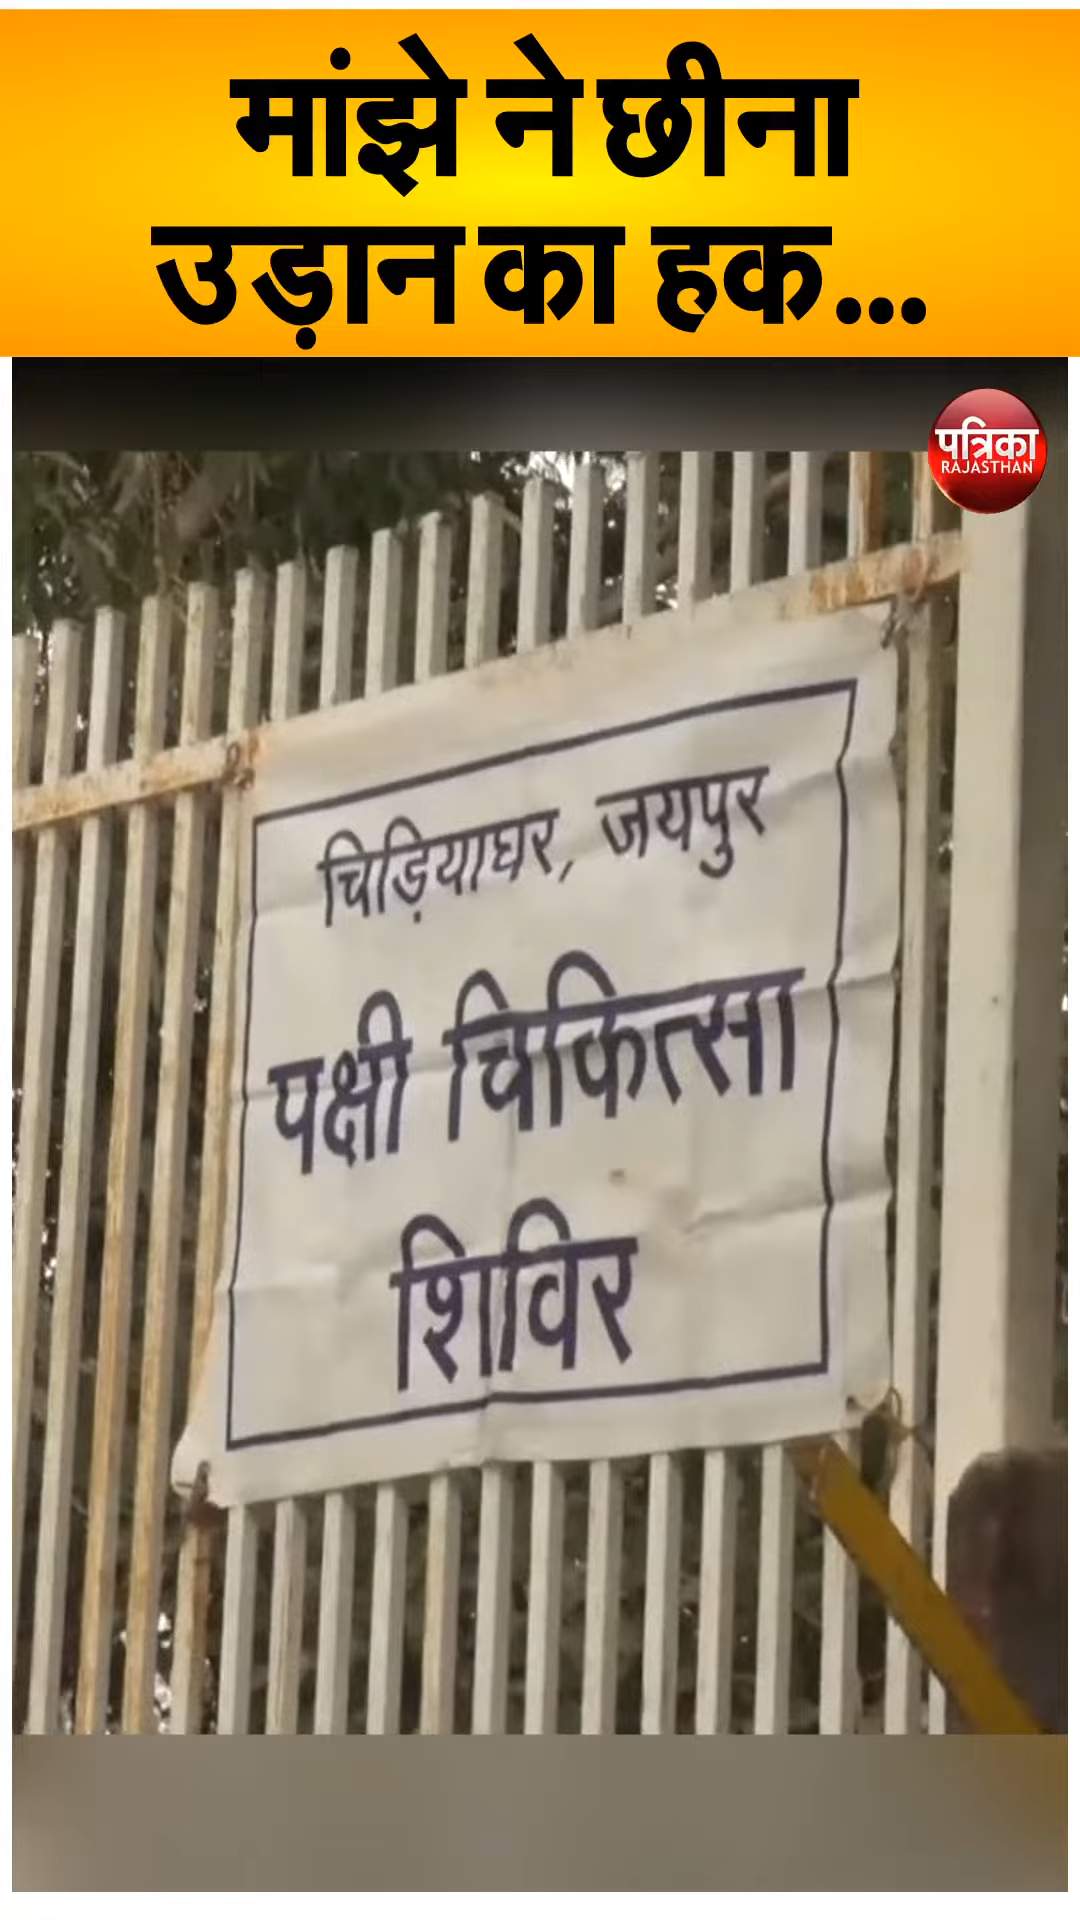 मांझे ने छीना
उड़ान का हक...
पत्रिका
RAJASTHAN
चिड़ियाघर, जयपुर
पक्षी चिकित्सा
शिविर